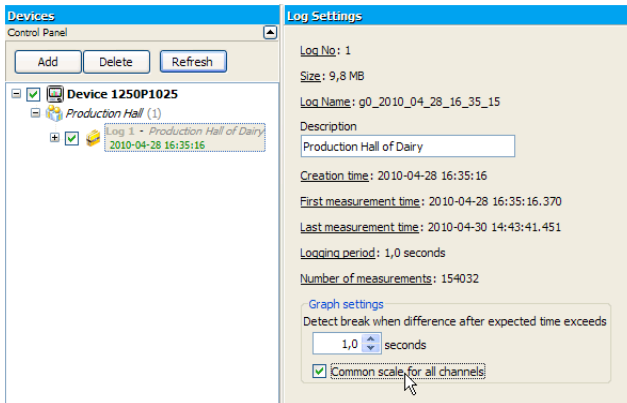 Devices
Control Panel
Add Delete Refresh
Device 1250P1025
Production Hall (1)
Log 1 - Production Hall of Dairy
2010-04-28 16:35:16
Log Settings
Log No: 1
Size: 9,8 MB
Log Name: g0_2010_04_28_16_35_15
Description
Production Hall of Dairy
Creation time: 2010-04-28 16:35:16
First measurement time: 2010-04-28 16:35:16.370
Last measurement time: 2010-04-30 14:43:41.451
Logging period: 1,0 seconds
Number of measurements: 154032
Graph settings
Detect break when difference after expected time exceeds
1,0 seconds
Common scale for all channels